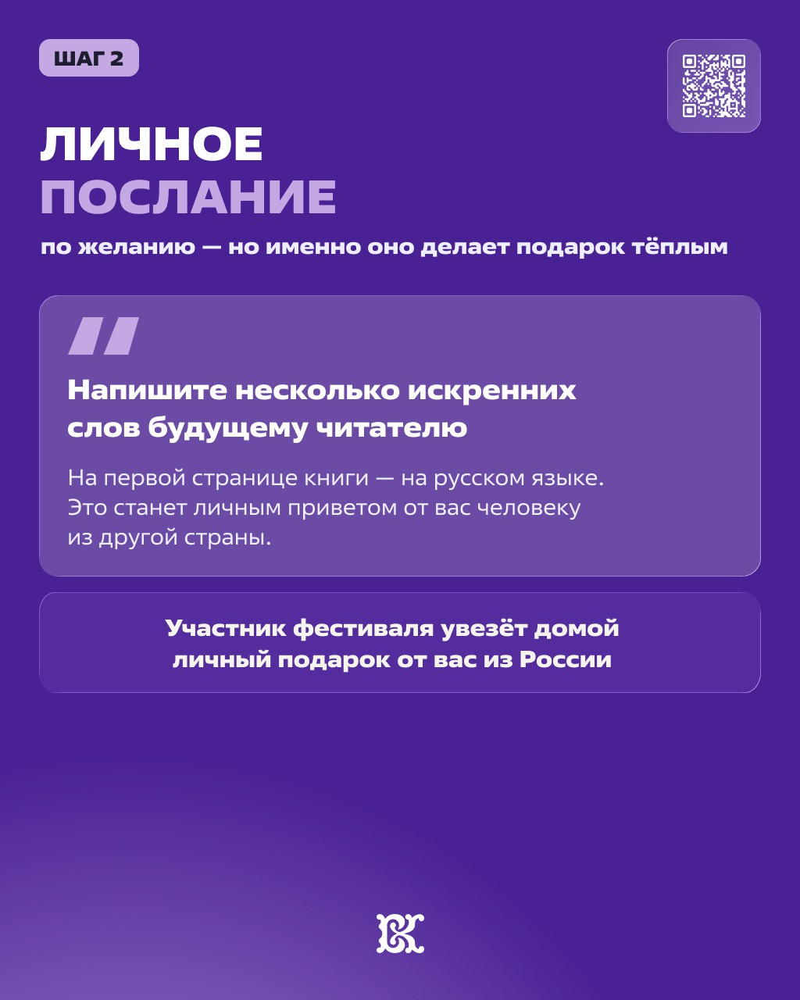 ШАГ 2
ЛИЧНОЕ
ПОСЛАНИЕ
по желанию — но именно оно делает подарок тёплым
Напишите несколько искренних
слов будущему читателю
На первой странице книги — на русском языке.
Это станет личным приветом от вас человеку
из другой страны.
Участник фестиваля увезёт домой
личный подарок от вас из России